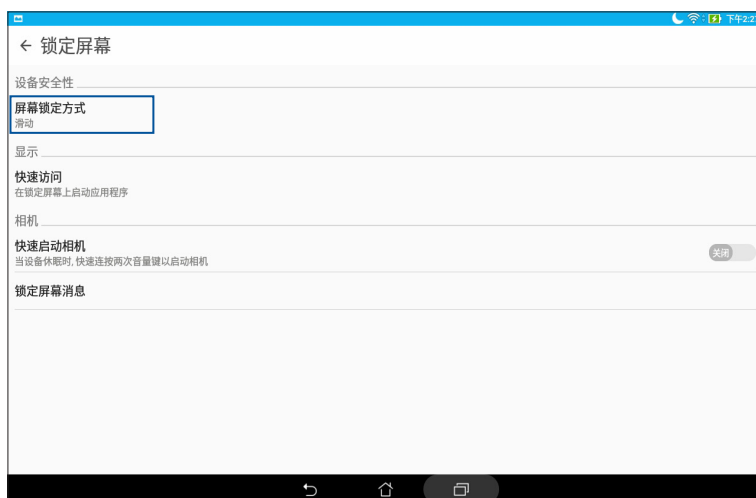 下午2:2
锁定屏幕
设备安全性
屏幕锁定方式
滑动
显示
快速访问
在锁定屏幕上启动应用程序
相机
快速启动相机
当设备休眠时, 快速连按两次音量键以启动相机
关闭
锁定屏幕消息